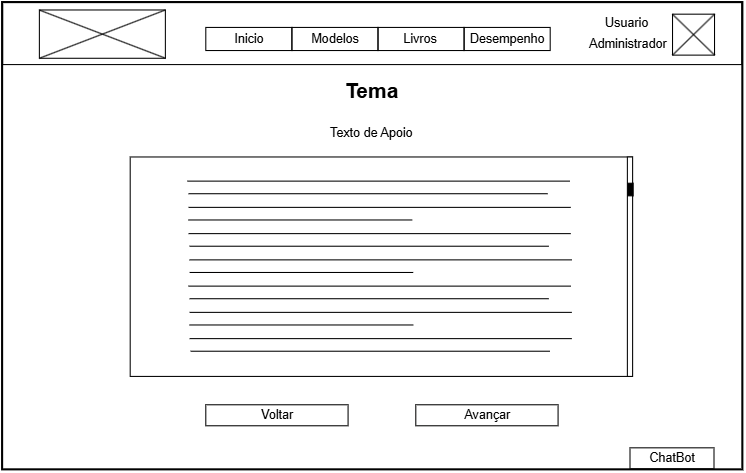 Inicio
Modelos
Livros
Desempenho
Usuario
Administrador
Tema
Texto de Apoio
Voltar
Avançar
ChatBot